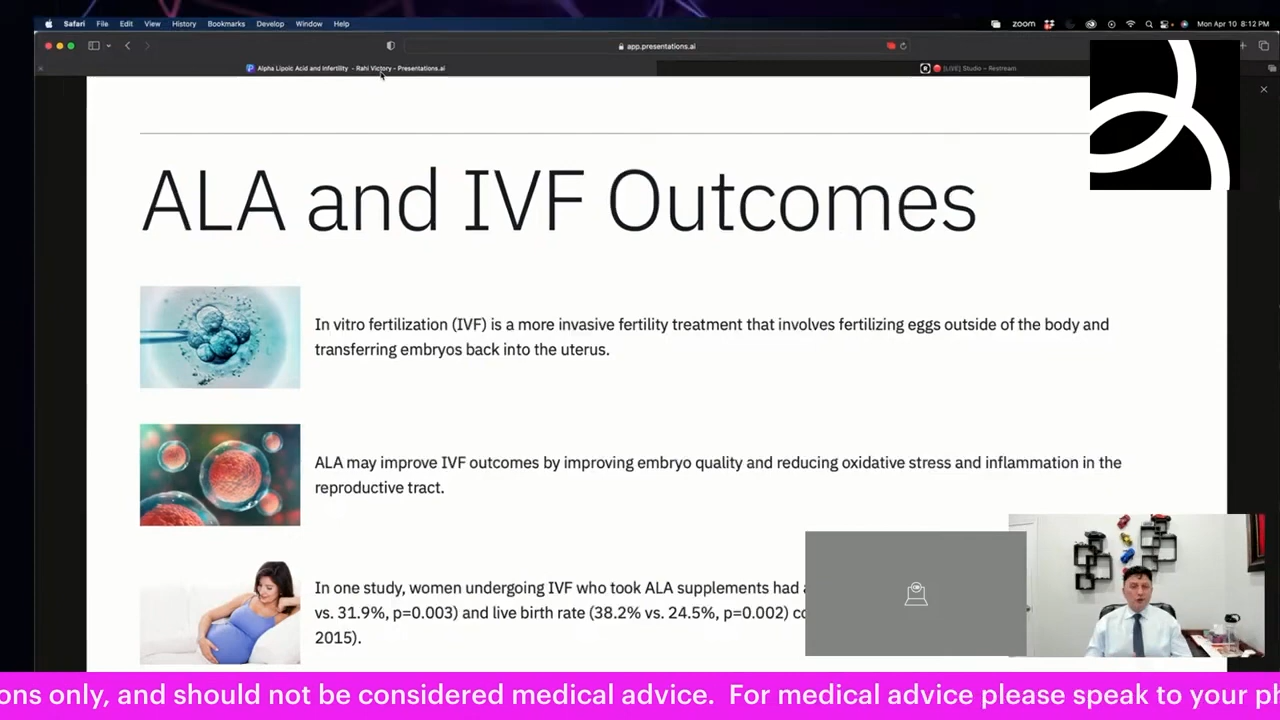 Safari File Edit View History Bookmarks Develop Window Help zoom Mon Apr 10 8:12 PM
app.presentations.ai
Alpha Lipoic Acid and Infertility - Rahi Victory - Presentations.ai
[LIVE] Studio – Restream
ALA and IVF Outcomes
In vitro fertilization (IVF) is a more invasive fertility treatment that involves fertilizing eggs outside of the body and
transferring embryos back into the uterus.
ALA may improve IVF outcomes by improving embryo quality and reducing oxidative stress and inflammation in the
reproductive tract.
In one study, women undergoing IVF who took ALA supplements had
vs. 31.9%, p=0.003) and live birth rate (38.2% vs. 24.5%, p=0.002)
2015).
ons only, and should not be considered medical advice. For medical advice please speak to your ph